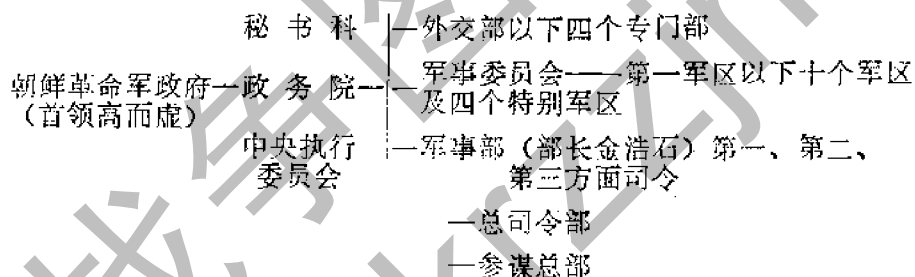 秘书科 —外交部以下四个专门部
朝鲜革命军政府—政务院— —军事委员会——第一军区以下十个军区
(首领高而虚) 及四个特别军区
中央执行 —军事部(部长金浩石)第一、第二、
委员会 第三方面司令
—总司令部
—参谋总部